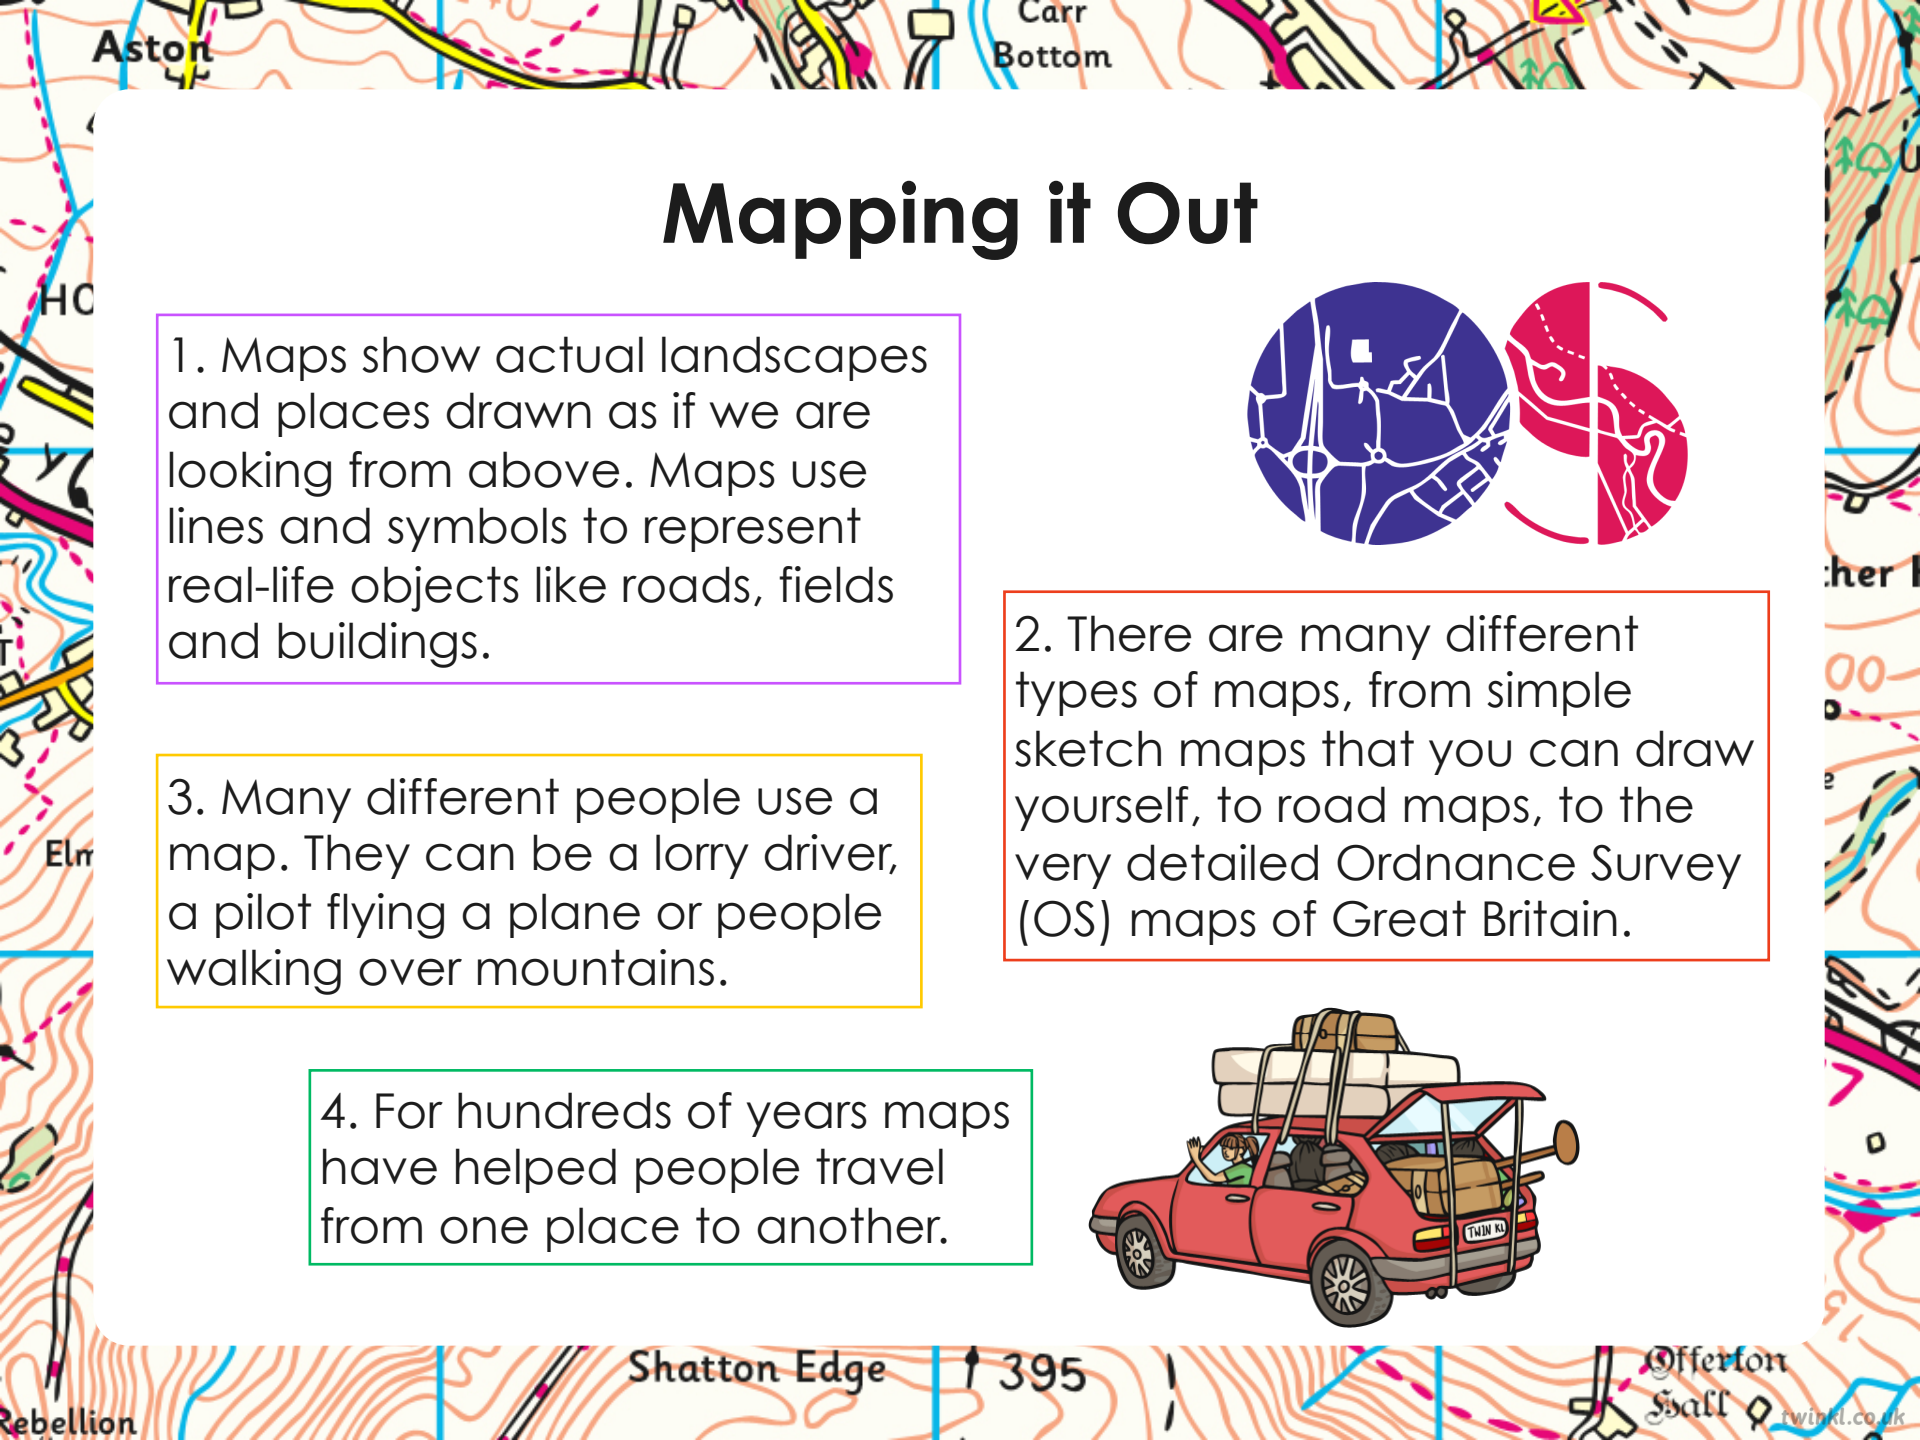 Aston
Carr
Bottom
Mapping it Out
1. Maps show actual landscapes
and places drawn as if we are
looking from above. Maps use
lines and symbols to represent
real-life objects like roads, fields
and buildings.
2. There are many different
types of maps, from simple
sketch maps that you can draw
yourself, to road maps, to the
very detailed Ordnance Survey
(OS) maps of Great Britain.
3. Many different people use a
map. They can be a lorry driver,
a pilot flying a plane or people
walking over mountains.
4. For hundreds of years maps
have helped people travel
from one place to another.
TWIN KL
Shatton Edge
395
Offerton
Hall
Rebellion
twinkl.co.uk